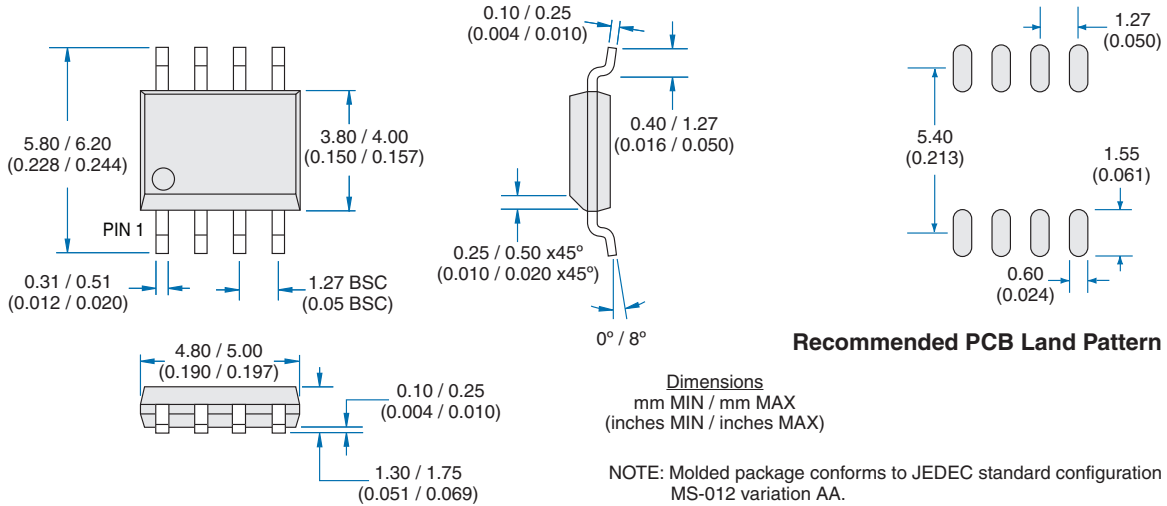 0.10 / 0.25
(0.004 / 0.010)
1.27
(0.050)
5.80 / 6.20
(0.228 / 0.244)
3.80 / 4.00
(0.150 / 0.157)
0.40 / 1.27
(0.016 / 0.050)
5.40
(0.213)
1.55
(0.061)
PIN 1
0.31 / 0.51
(0.012 / 0.020)
1.27 BSC
(0.05 BSC)
0.25 / 0.50 x45º
(0.010 / 0.020 x45º)
0.60
(0.024)
0º / 8º
Recommended PCB Land Pattern
4.80 / 5.00
(0.190 / 0.197)
0.10 / 0.25
(0.004 / 0.010)
1.30 / 1.75
(0.051 / 0.069)
Dimensions
mm MIN / mm MAX
(inches MIN / inches MAX)
NOTE: Molded package conforms to JEDEC standard configuration
MS-012 variation AA.